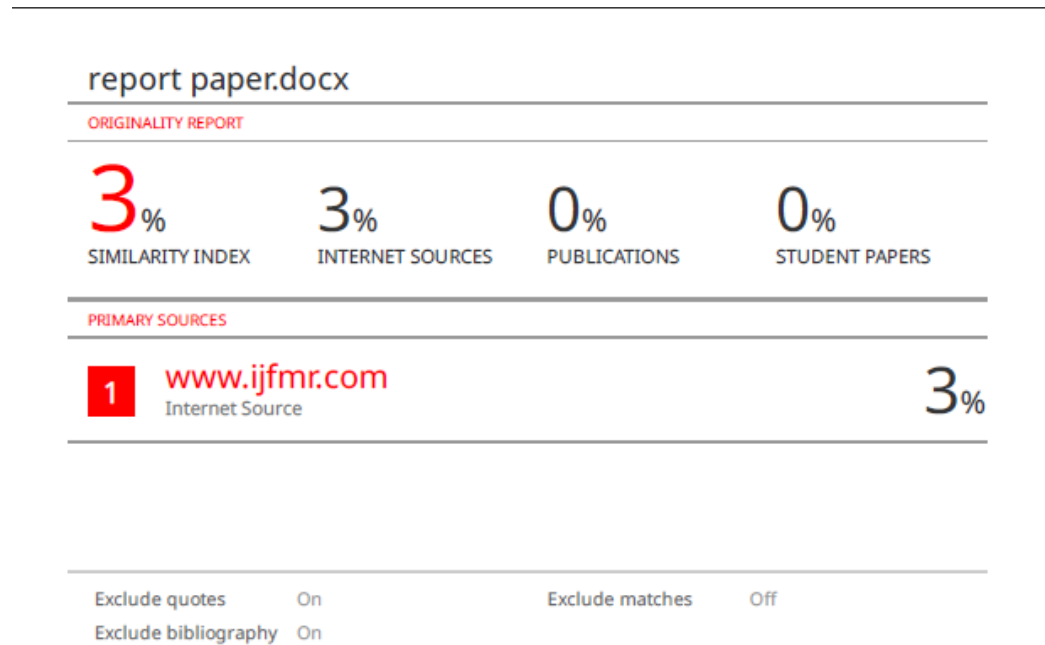 report paper.docx
ORIGINALITY REPORT
3% 3% 0% 0%
SIMILARITY INDEX INTERNET SOURCES PUBLICATIONS STUDENT PAPERS
PRIMARY SOURCES
1 www.ijfmr.com 3%
Internet Source
Exclude quotes On Exclude matches Off
Exclude bibliography On